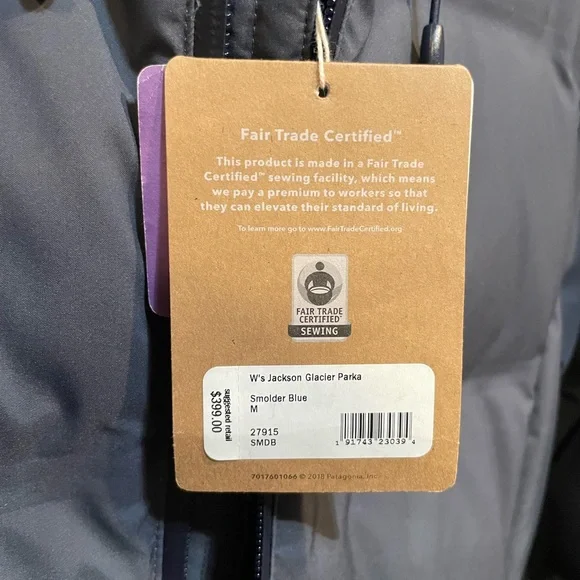 Fair Trade Certified™
This product is made in a Fair Trade
Certified™ sewing facility, which means
we pay a premium to workers so that
they can elevate their standard of living.
To learn more go to www.FairTradeCertified.org
FAIR TRADE
CERTIFIED™
SEWING
W's Jackson Glacier Parka
Smolder Blue
M
27915
SMDB
suggested retail
$399.00
1 91743 23039 4
7017601066 © 2018 Patagonia, Inc.